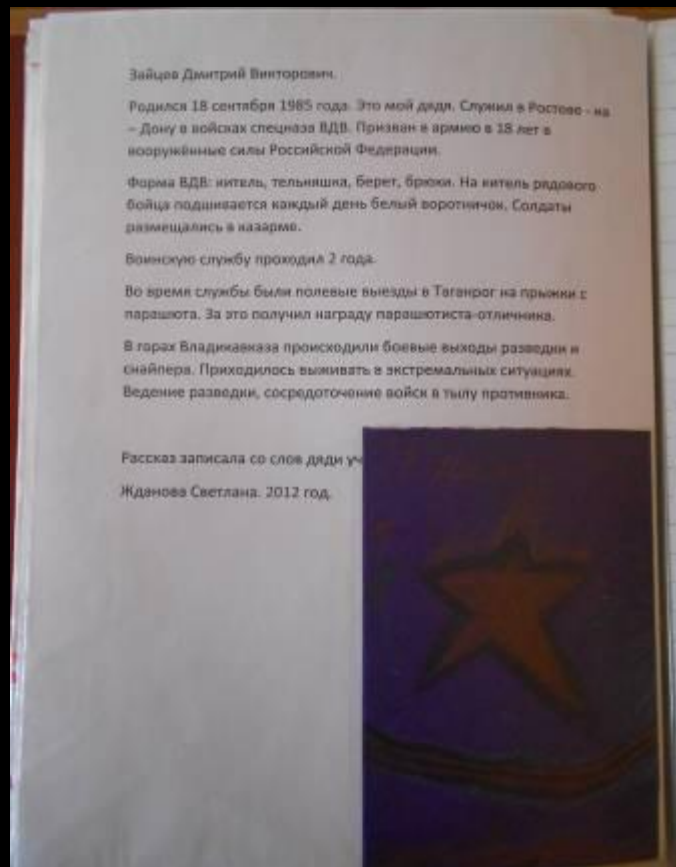 Зайцев Дмитрий Викторович.
Родился 18 сентября 1985 года. Это мой дядя. Служил в Ростове - на
– Дону в войсках спецназа ВДВ. Призван в армию в 18 лет в
вооружённые силы Российской Федерации.
Форма ВДВ: китель, тельняшка, берет, брюки. На китель рядового
бойца подшивается каждый день белый воротничок. Солдаты
размещались в казарме.
Воинскую службу проходил 2 года.
Во время службы были полевые выезды в Таганрог на прыжки с
парашюта. За это получил награду парашютиста-отличника.
В горах Владикавказа происходили боевые выходы разведки и
снайпера. Приходилось выживать в экстремальных ситуациях.
Ведение разведки, сосредоточение войск в тылу противника.
Рассказ записала со слов дяди уч
Жданова Светлана. 2012 год.